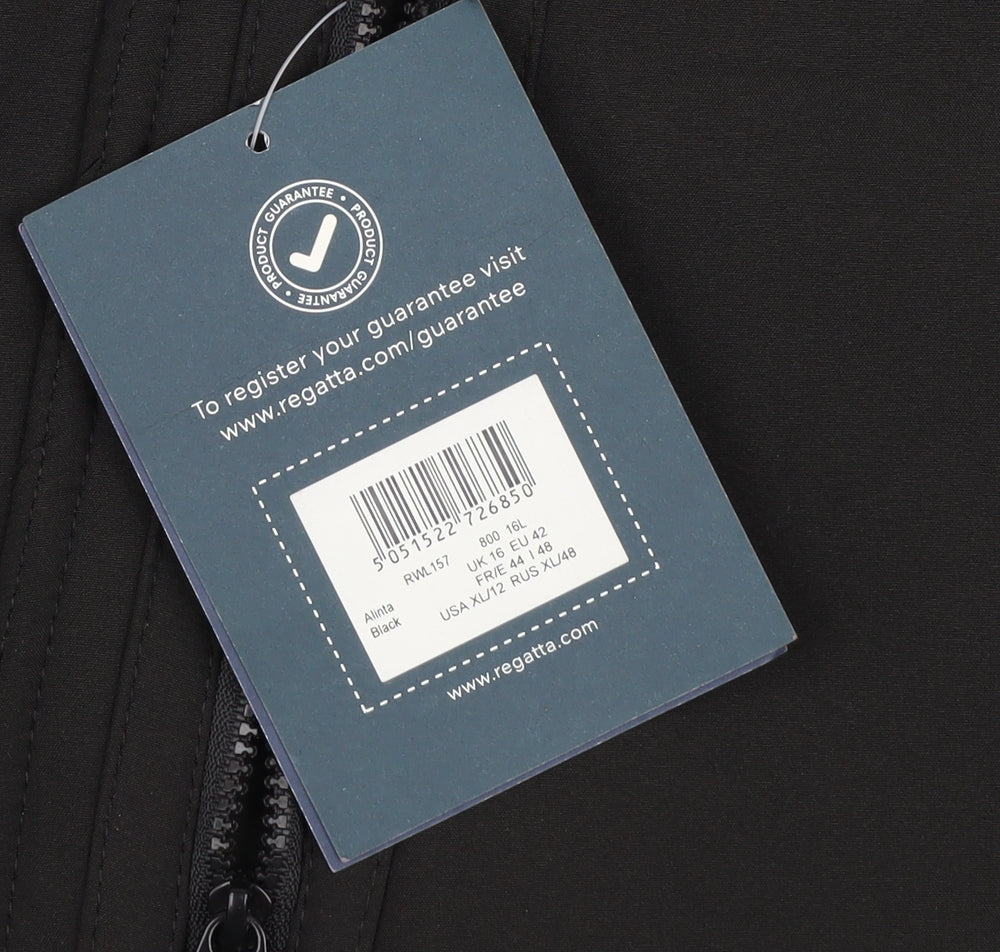 PRODUCT GUARANTEE • PRODUCT GUARANTEE •
To register your guarantee visit
www.regatta.com/guarantee
5 051522 726850
RWL157 800 16L
UK 16 EU 42
FR/E 44 I 48
USA XL/12 RUS XL/48
Alinta
Black
www.regatta.com